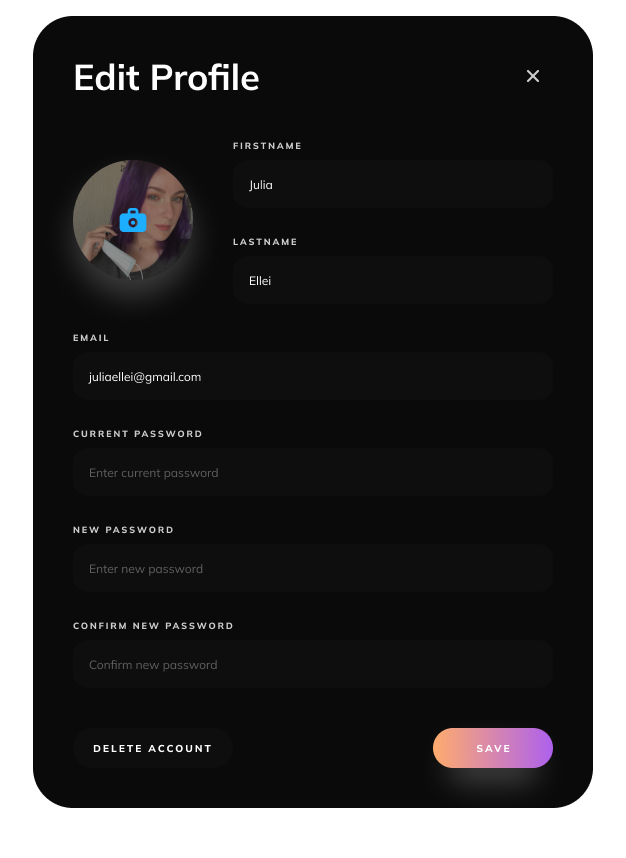 Edit Profile
FIRSTNAME
Julia
LASTNAME
Ellei
EMAIL
juliaellei@gmail.com
CURRENT PASSWORD
Enter current password
NEW PASSWORD
Enter new password
CONFIRM NEW PASSWORD
Confirm new password
DELETE ACCOUNT
SAVE